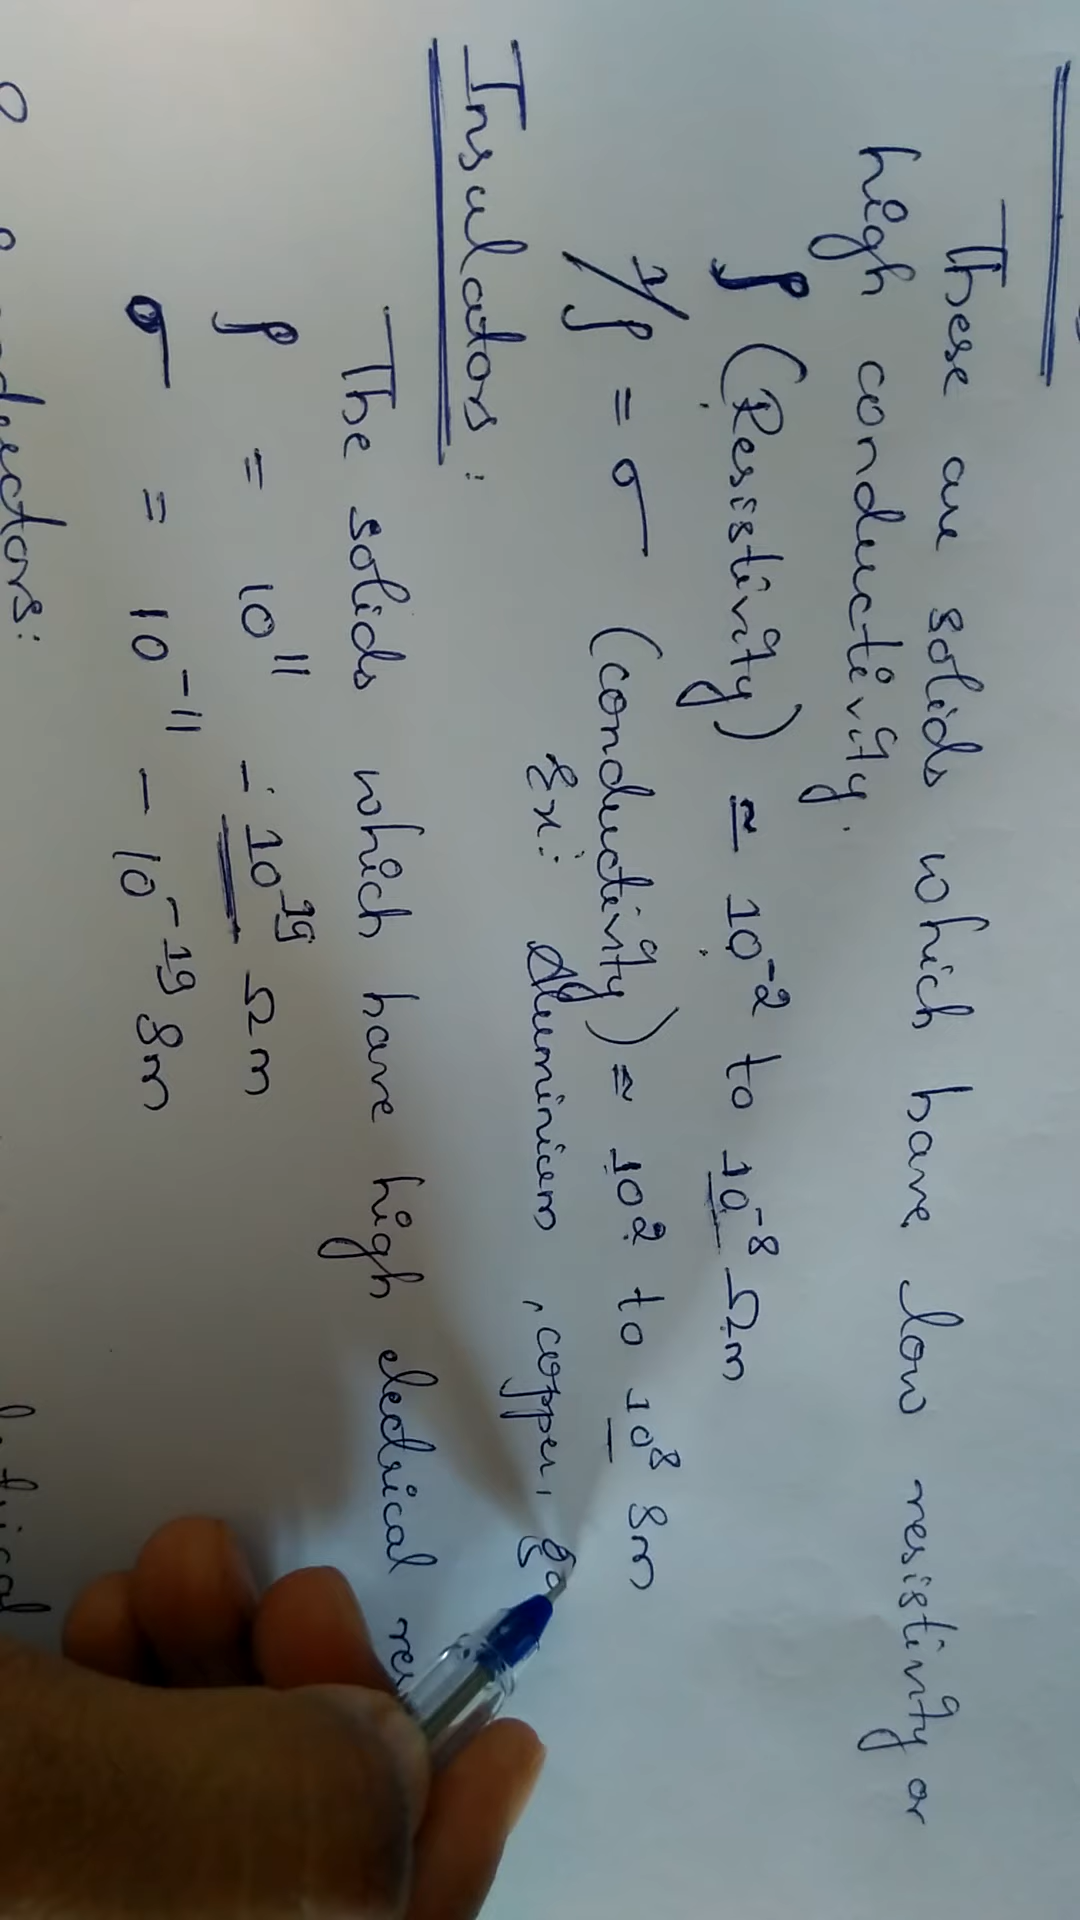 These are solids which have low resistivity or
high conductivity.
ρ (Resistivity) ≃ 10⁻² to 10⁻⁸ Ωm
1/ρ = σ (conductivity) ≃ 10² to 10⁸ Sm
Ex: Aluminium, copper, go
Insulators:
The solids which have high electrical res
ρ = 10¹¹ - 10¹⁹ Ωm
σ = 10⁻¹¹ - 10⁻¹⁹ Sm